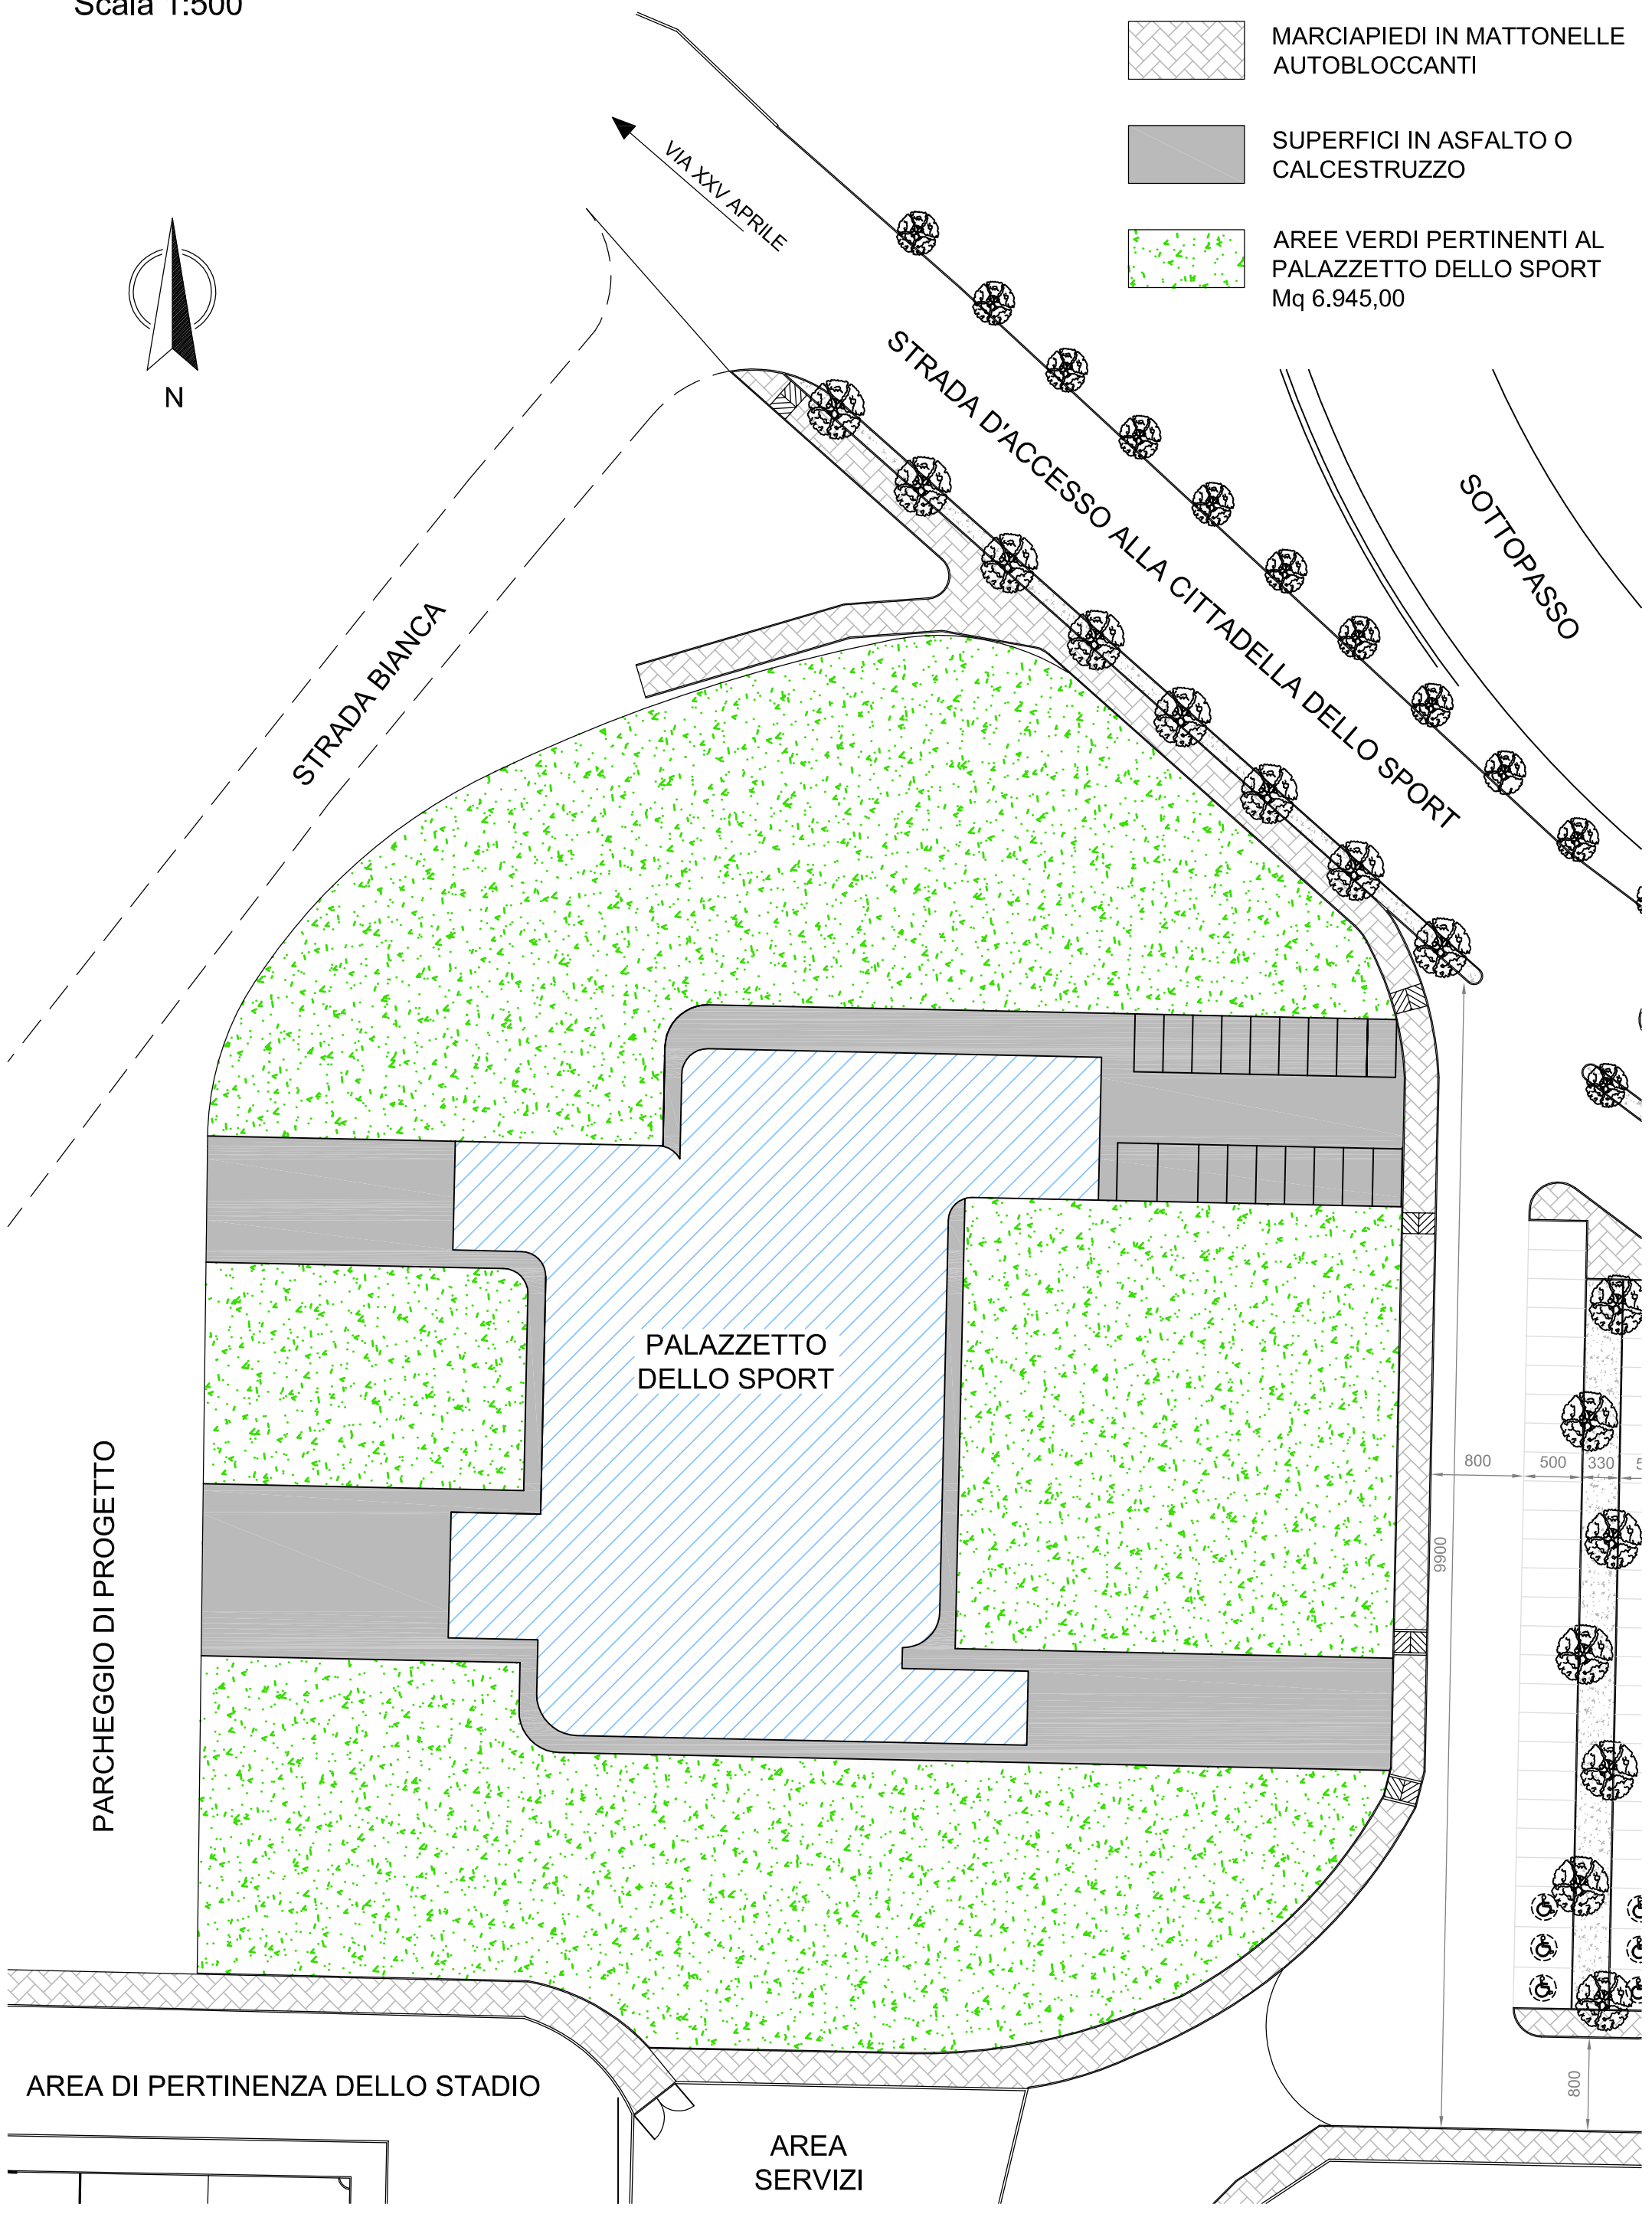 Scala 1:500
MARCIAPIEDI IN MATTONELLE
AUTOBLOCCANTI
SUPERFICI IN ASFALTO O
CALCESTRUZZO
AREE VERDI PERTINENTI AL
PALAZZETTO DELLO SPORT
Mq 6.945,00
VIA XXV APRILE
N
STRADA D'ACCESSO ALLA CITTADELLA DELLO SPORT
SOTTOPASSO
STRADA BIANCA
PALAZZETTO
DELLO SPORT
PARCHEGGIO DI PROGETTO
800
500
330
9900
800
AREA DI PERTINENZA DELLO STADIO
AREA
SERVIZI